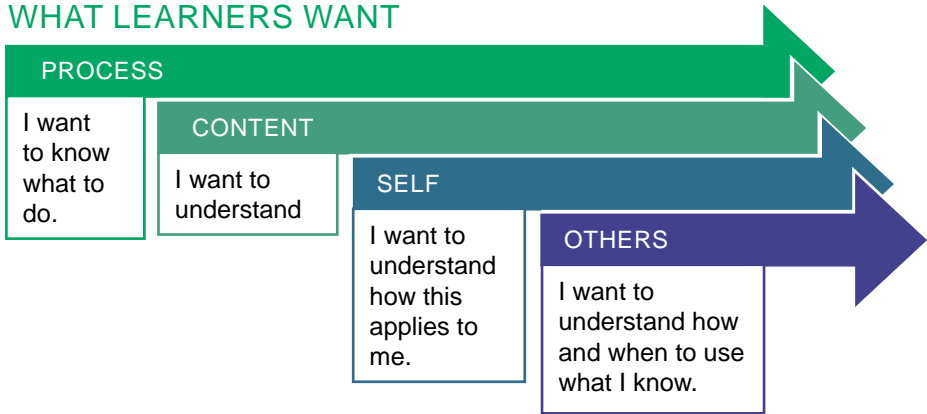 WHAT LEARNERS WANT
PROCESS
I want
to know
what to
do.
CONTENT
I want to
understand
SELF
I want to
understand
how this
applies to
me.
OTHERS
I want to
understand how
and when to use
what I know.